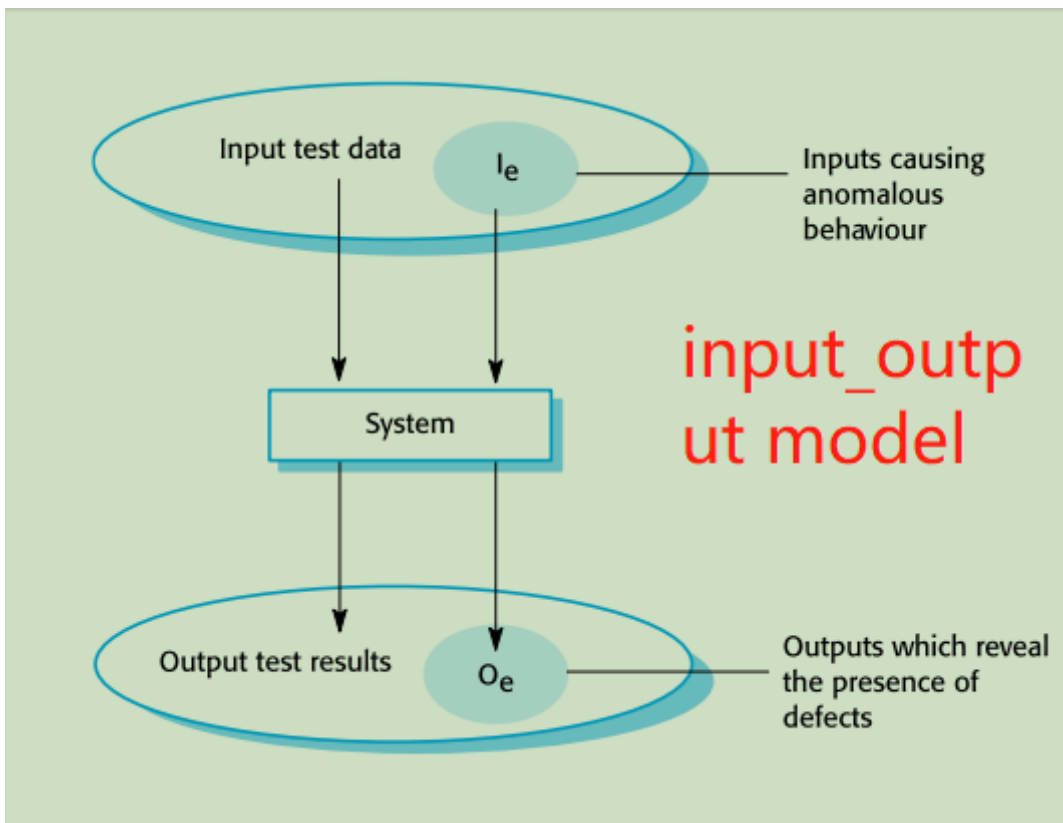 Input test data
Ie
Inputs causing
anomalous
behaviour
input_outp
ut model
System
Output test results
Oe
Outputs which reveal
the presence of
defects